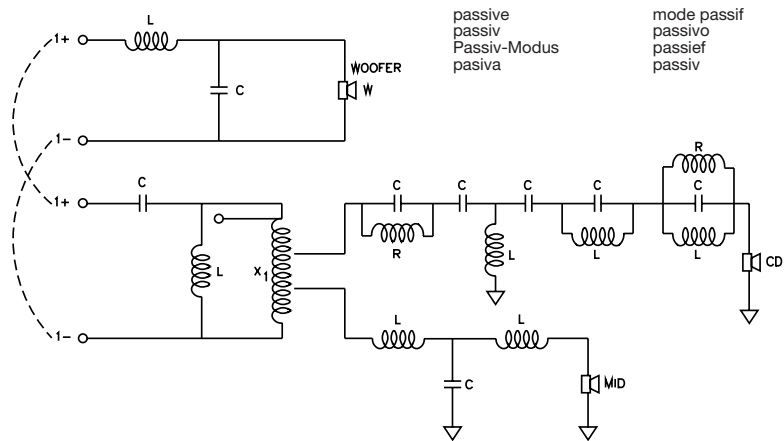 passive
passiv
Passiv-Modus
pasiva
mode passif
passivo
passief
passiv
1+
L
C
WOOFER
W
1-
1+
C
L
X1
1-
C
R
C
L
C
C
L
R
C
L
CD
L
L
C
MID